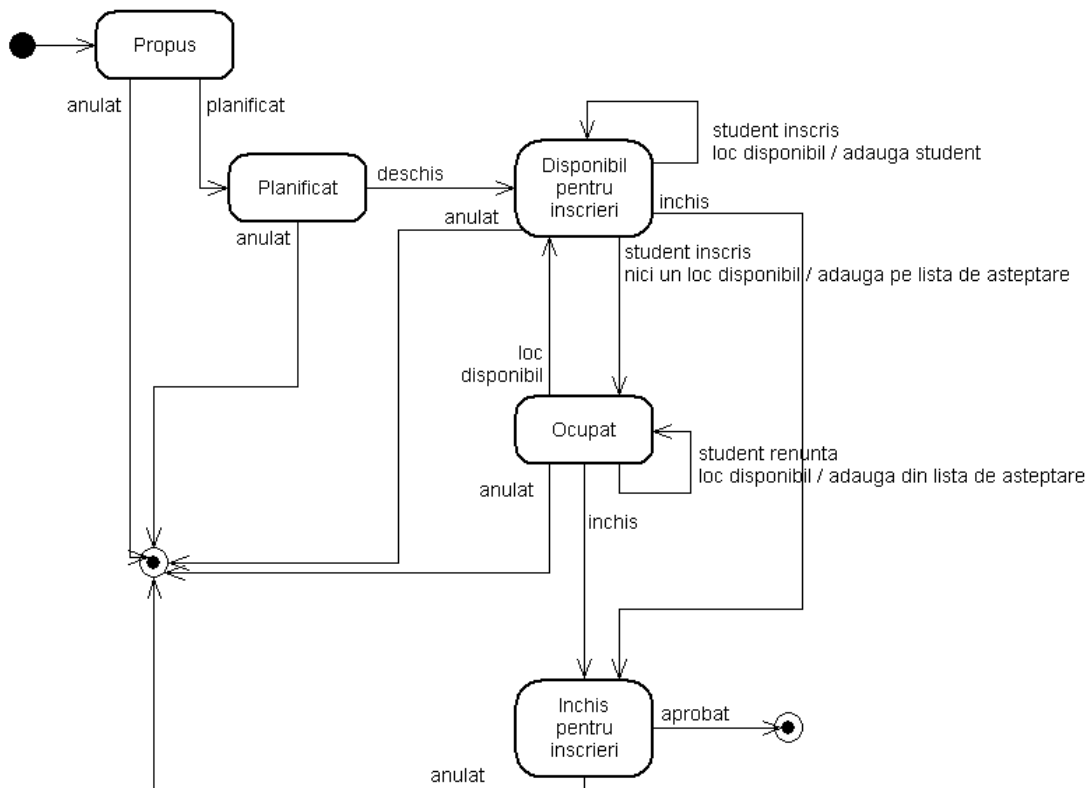 Propus
anulat
planificat
Planificat
deschis
anulat
Disponibil
pentru
inscrieri
student inscris
loc disponibil / adauga student
anulat
inchis
student inscris
nici un loc disponibil / adauga pe lista de asteptare
loc
disponibil
Ocupat
student renunta
loc disponibil / adauga din lista de asteptare
anulat
inchis
Inchis
pentru
inscrieri
aprobat
anulat